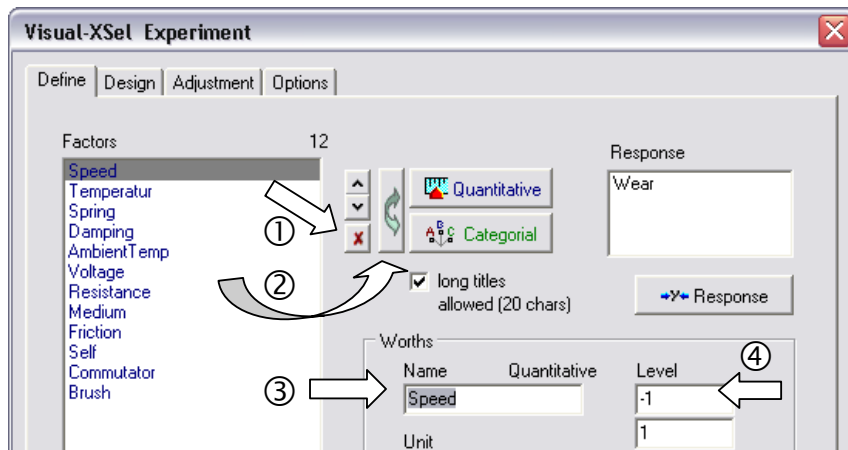 Visual-XSel Experiment
Define Design Adjustment Options
Factors 12
Speed
Temperatur
Spring
Damping
AmbientTemp
Voltage
Resistance
Medium
Friction
Self
Commutator
Brush
①
②
③
Quantitative
A B C Categorial
long titles
allowed (20 chars)
Response
Wear
y Response
Worths
Name Quantitative Level
④
Speed -1
Unit 1